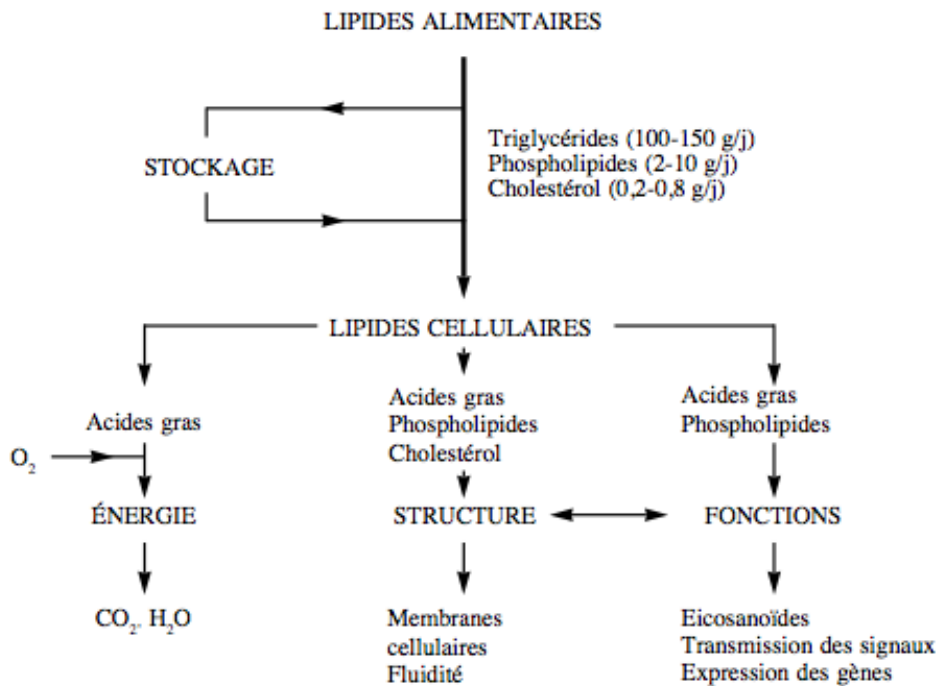 LIPIDES ALIMENTAIRES
STOCKAGE
Triglycérides (100-150 g/j)
Phospholipides (2-10 g/j)
Cholestérol (0,2-0,8 g/j)
LIPIDES CELLULAIRES
Acides gras
O₂
ÉNERGIE
CO₂, H₂O
Acides gras
Phospholipides
Cholestérol
STRUCTURE
Membranes
cellulaires
Fluidité
Acides gras
Phospholipides
FONCTIONS
Eicosanoïdes
Transmission des signaux
Expression des gènes